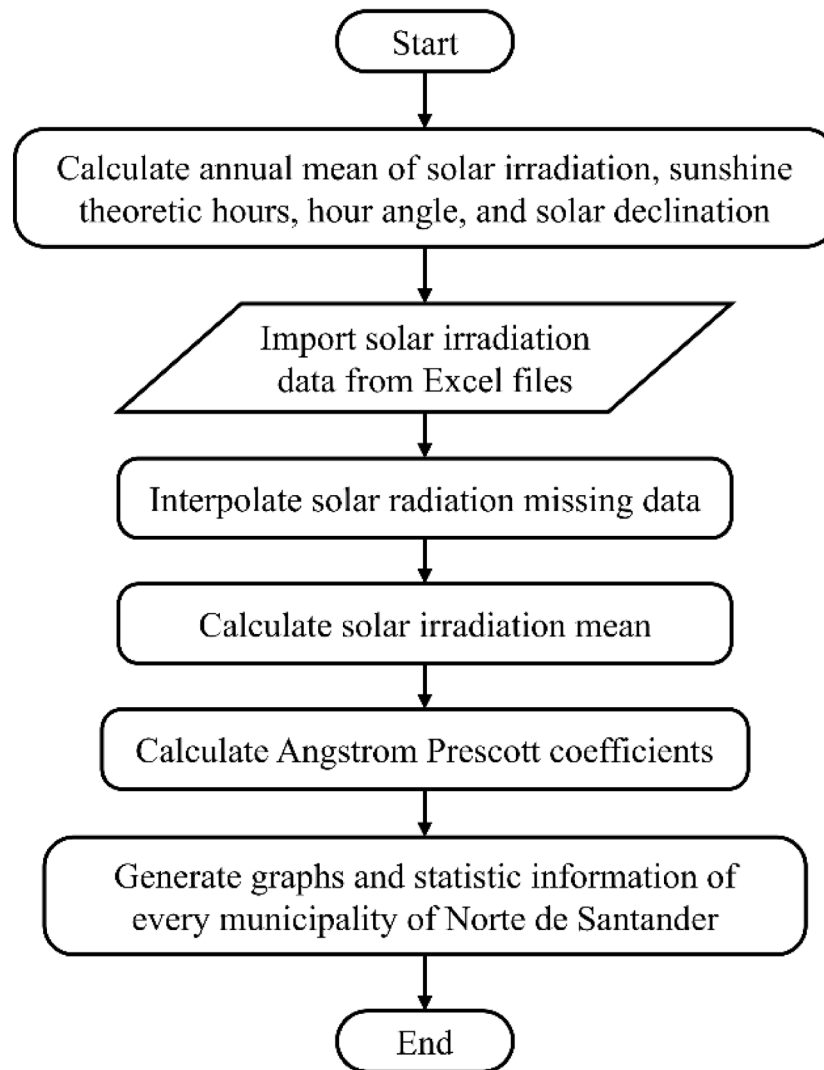 Start
Calculate annual mean of solar irradiation, sunshine
theoretic hours, hour angle, and solar declination
Import solar irradiation
data from Excel files
Interpolate solar radiation missing data
Calculate solar irradiation mean
Calculate Angstrom Prescott coefficients
Generate graphs and statistic information of
every municipality of Norte de Santander
End